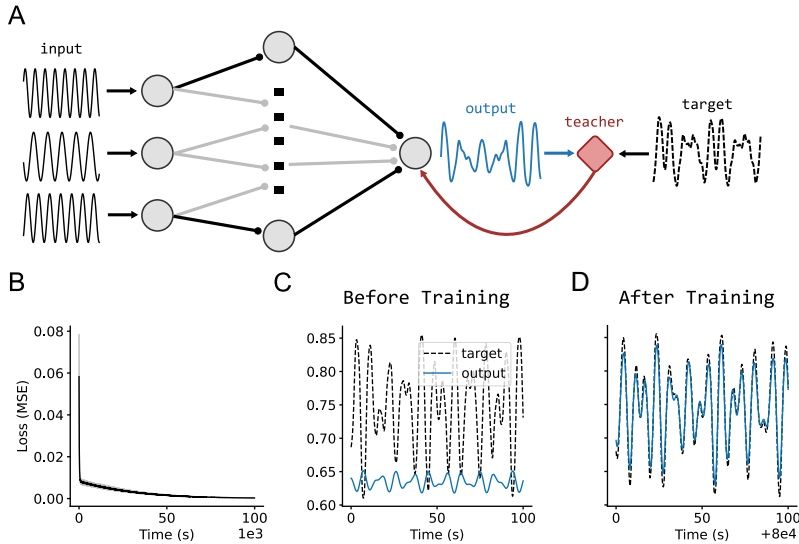 A
input
output
teacher
target
B
Loss (MSE)
0.08
0.06
0.04
0.02
0.00
0
50
100
Time (s)
1e3
C
Before Training
0.85
0.80
0.75
0.70
0.65
0.60
target
output
0
50
100
Time (s)
D
After Training
0
50
100
Time (s)
+8e4